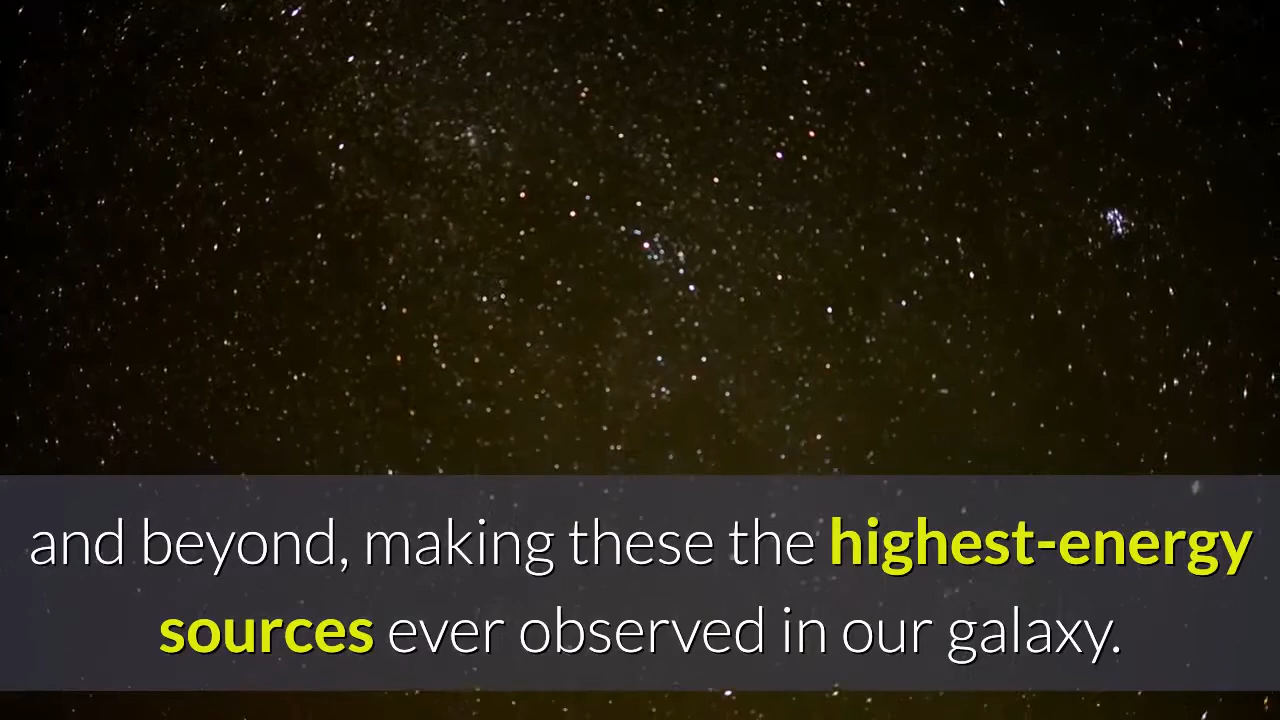 and beyond, making these the highest-energy
sources ever observed in our galaxy.